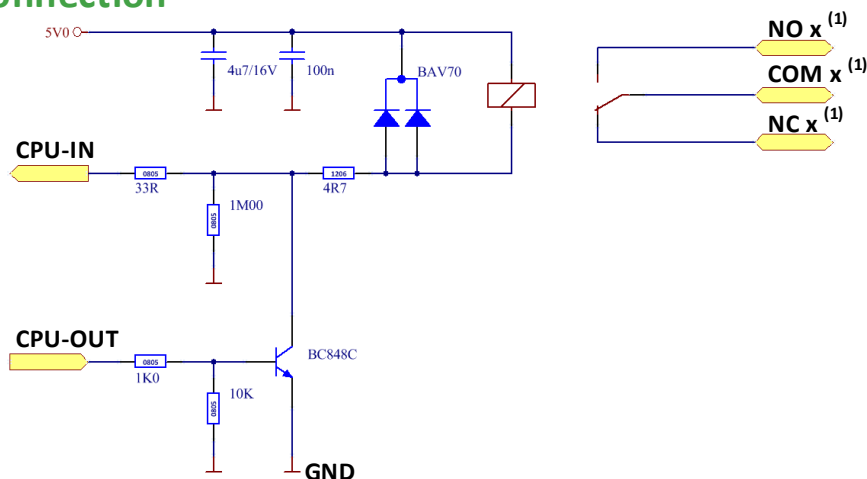 onnection
5V0
NO x (1)
4u7/16V
100n
BAV70
COM x (1)
NC x (1)
CPU-IN
0805
33R
1206
4R7
1M00
0805
CPU-OUT
0805
1K0
BC848C
10K
0805
GND